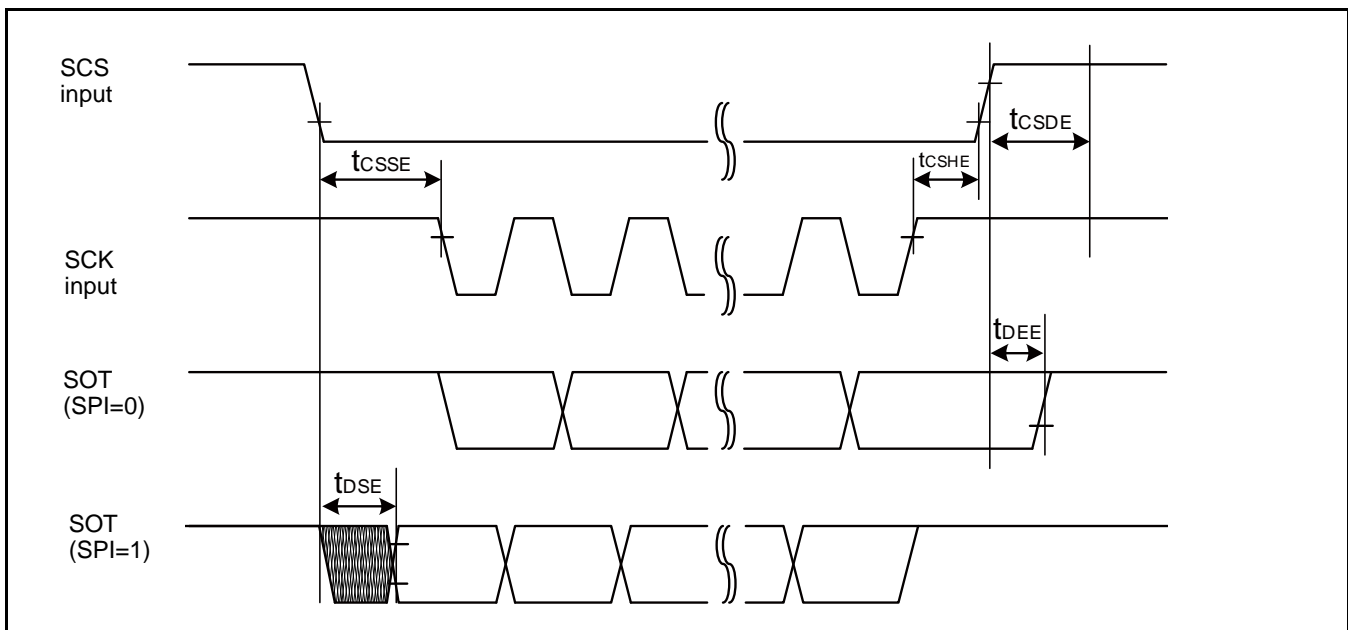 SCS
input
tCSDE
tCSSE
tCSHE
SCK
input
tDEE
SOT
(SPI=0)
tDSE
SOT
(SPI=1)